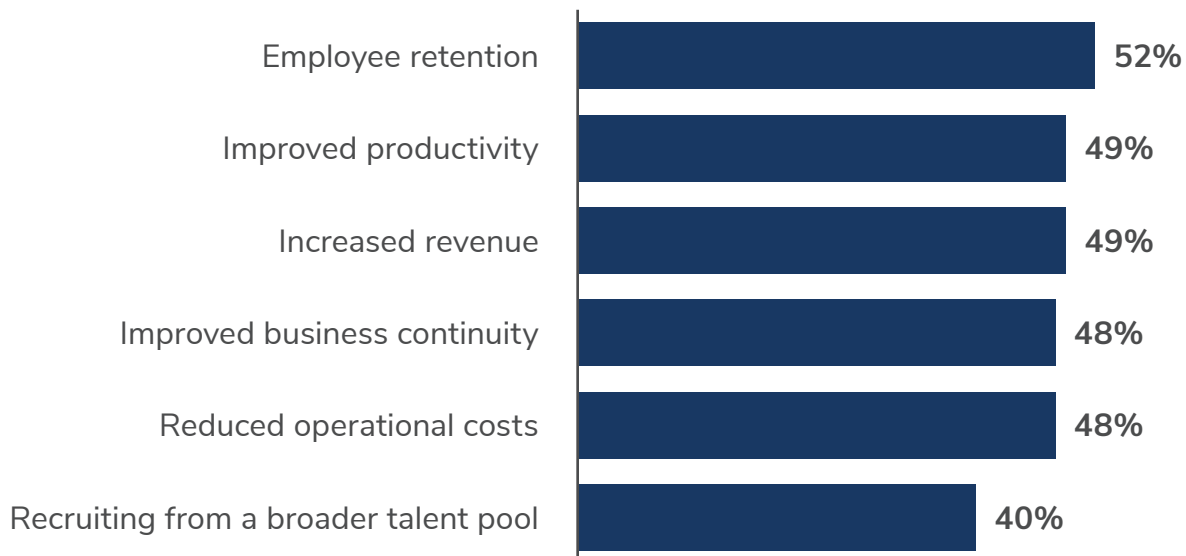 Employee retention 52%
Improved productivity 49%
Increased revenue 49%
Improved business continuity 48%
Reduced operational costs 48%
Recruiting from a broader talent pool 40%